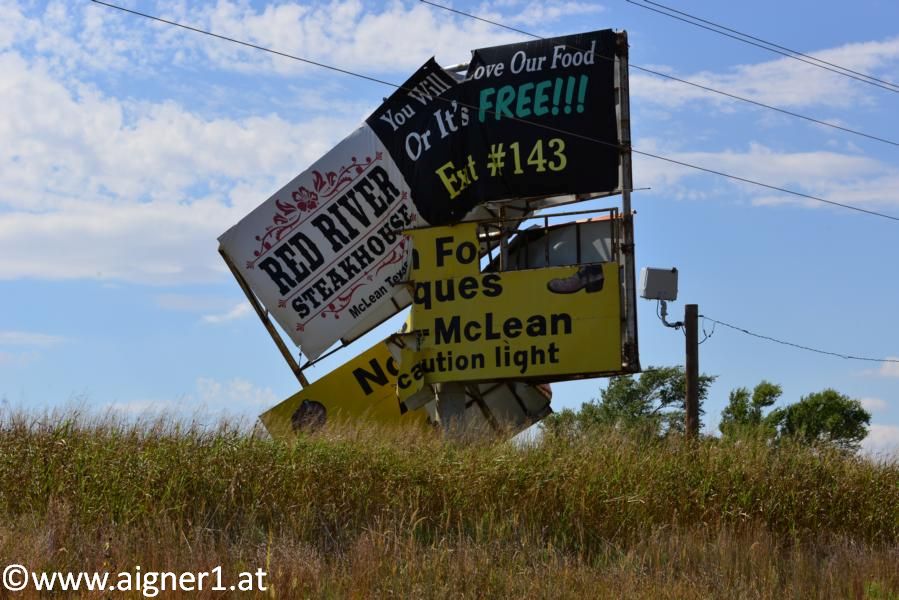 You Will Love Our Food
Or It's FREE!!!
Exit #143
RED RIVER
STEAKHOUSE
McLean Texas
n Fo
ques
-McLean
No
caution light
©www.aigner1.at